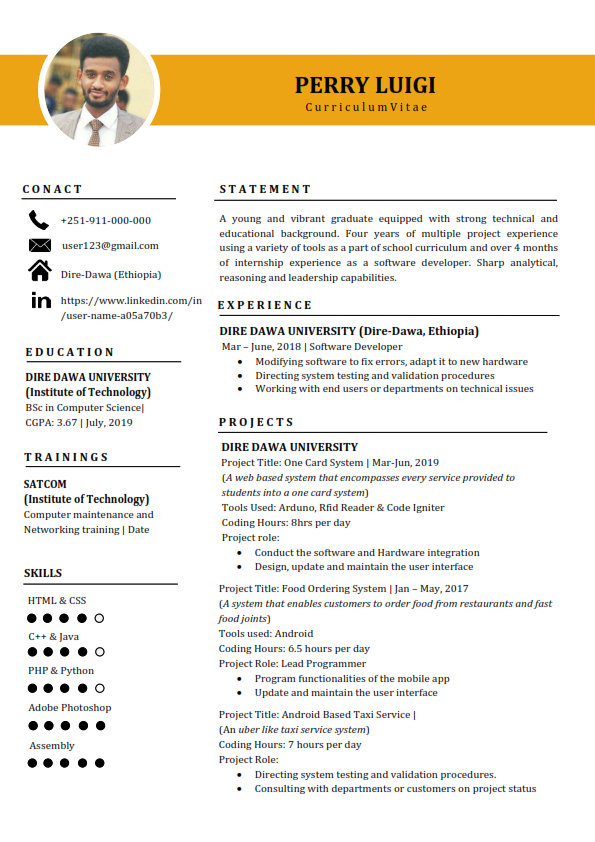 PERRY LUIGI
CurriculumVitae
CONACT
+251-911-000-000
user123@gmail.com
Dire-Dawa (Ethiopia)
in
https://www.linkedin.com/in
/user-name-a05a70b3/
EDUCATION
DIRE DAWA UNIVERSITY
(Institute of Technology)
BSc in Computer Science|
CGPA: 3.67 | July, 2019
TRAININGS
SATCOM
(Institute of Technology)
Computer maintenance and
Networking training | Date
SKILLS
HTML & CSS
C++ & Java
PHP & Python
Adobe Photoshop
Assembly
STATEMENT
A young and vibrant graduate equipped with strong technical and
educational background. Four years of multiple project experience
using a variety of tools as a part of school curriculum and over 4 months
of internship experience as a software developer. Sharp analytical,
reasoning and leadership capabilities.
EXPERIENCE
DIRE DAWA UNIVERSITY (Dire-Dawa, Ethiopia)
Mar – June, 2018 | Software Developer
• Modifying software to fix errors, adapt it to new hardware
• Directing system testing and validation procedures
• Working with end users or departments on technical issues
PROJECTS
DIRE DAWA UNIVERSITY
Project Title: One Card System | Mar-Jun, 2019
(A web based system that encompasses every service provided to
students into a one card system)
Tools Used: Arduno, Rfid Reader & Code Igniter
Coding Hours: 8hrs per day
Project role:
• Conduct the software and Hardware integration
• Design, update and maintain the user interface
Project Title: Food Ordering System | Jan – May, 2017
(A system that enables customers to order food from restaurants and fast
food joints)
Tools used: Android
Coding Hours: 6.5 hours per day
Project Role: Lead Programmer
• Program functionalities of the mobile app
• Update and maintain the user interface
Project Title: Android Based Taxi Service |
(An uber like taxi service system)
Coding Hours: 7 hours per day
Project Role:
• Directing system testing and validation procedures.
• Consulting with departments or customers on project status